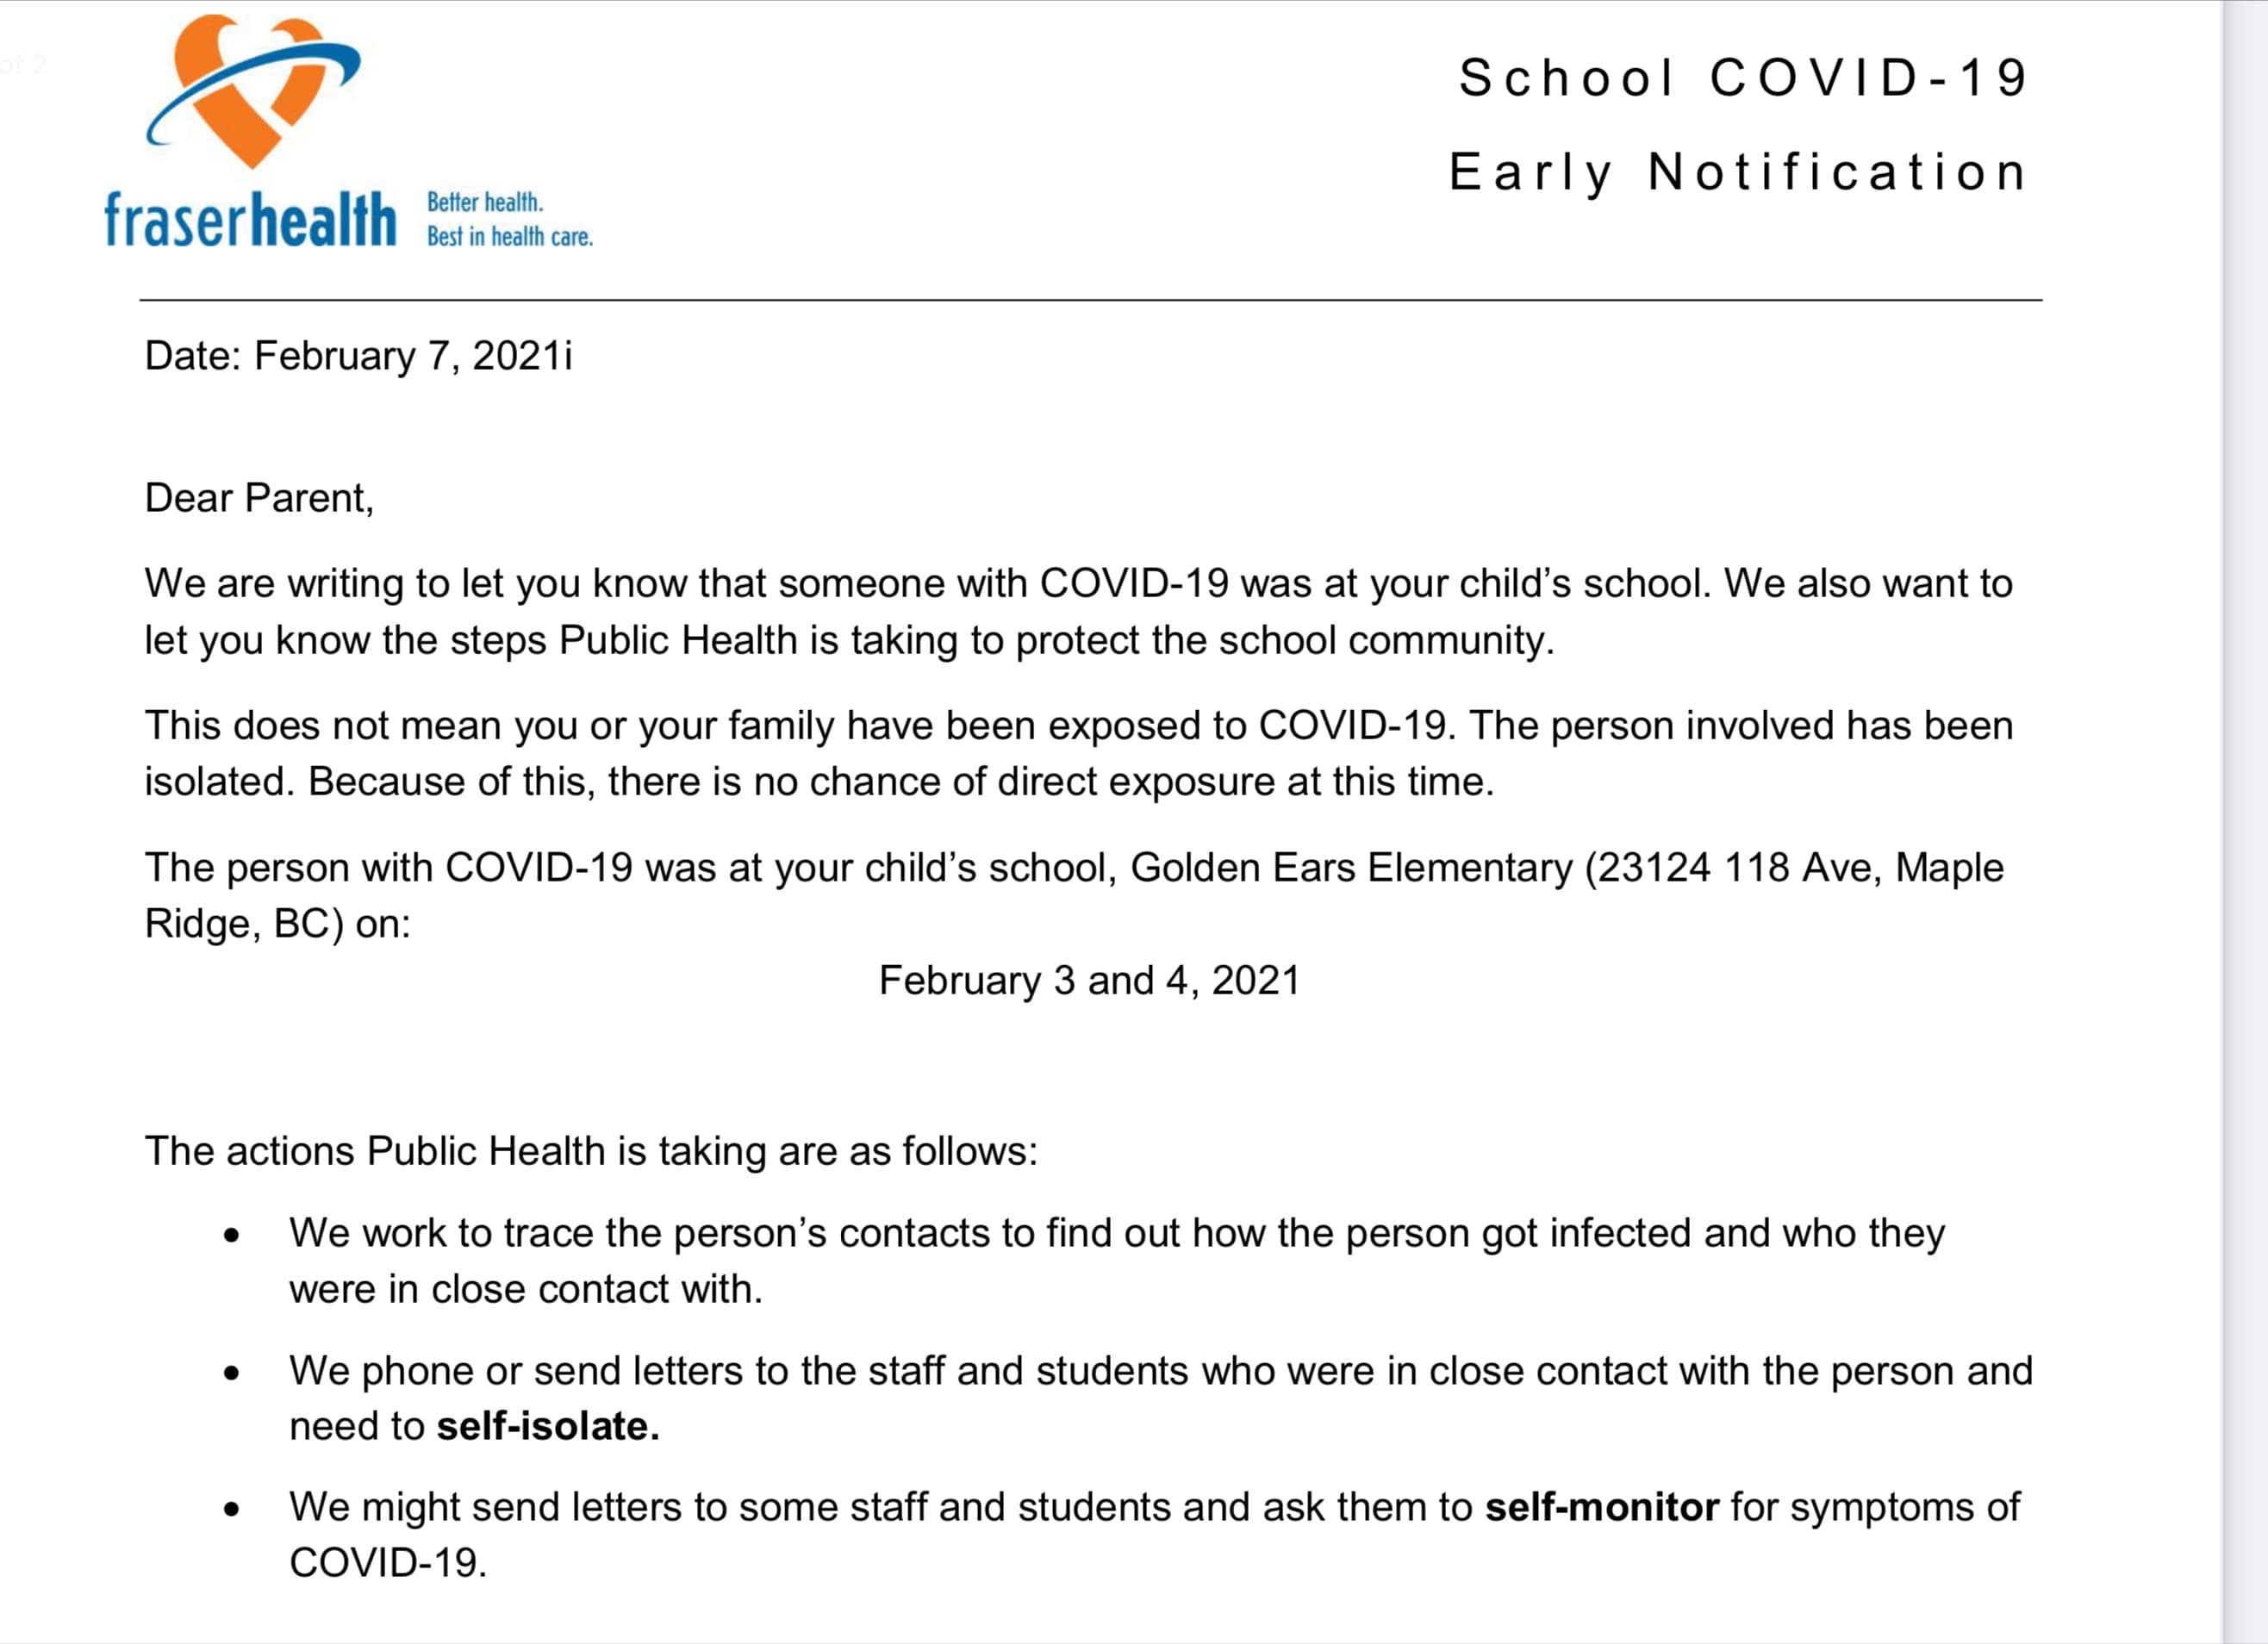 of 2
School COVID-19
Early Notification
fraserhealth
Better health.
Best in health care.
Date: February 7, 2021i
Dear Parent,
We are writing to let you know that someone with COVID-19 was at your child’s school. We also want to
let you know the steps Public Health is taking to protect the school community.
This does not mean you or your family have been exposed to COVID-19. The person involved has been
isolated. Because of this, there is no chance of direct exposure at this time.
The person with COVID-19 was at your child’s school, Golden Ears Elementary (23124 118 Ave, Maple
Ridge, BC) on:
February 3 and 4, 2021
The actions Public Health is taking are as follows:
• We work to trace the person’s contacts to find out how the person got infected and who they
were in close contact with.
• We phone or send letters to the staff and students who were in close contact with the person and
need to self-isolate.
• We might send letters to some staff and students and ask them to self-monitor for symptoms of
COVID-19.